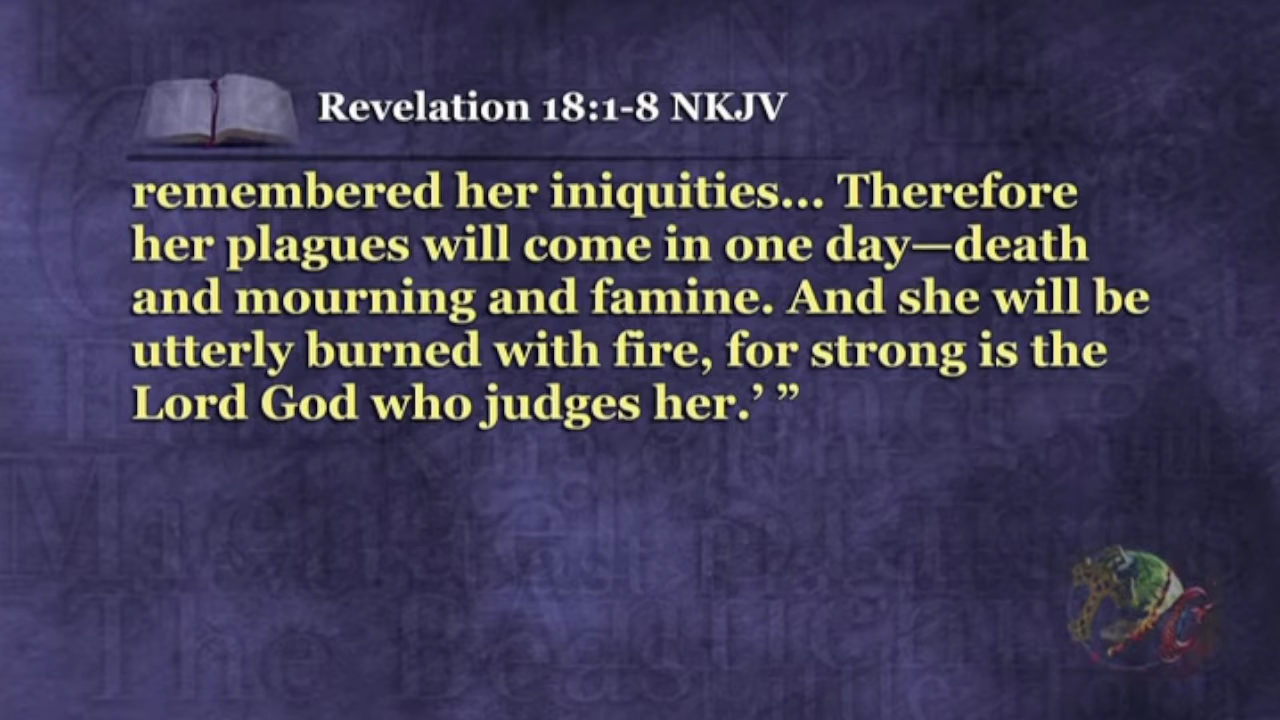 Revelation 18:1-8 NKJV
remembered her iniquities... Therefore
her plagues will come in one day—death
and mourning and famine. And she will be
utterly burned with fire, for strong is the
Lord God who judges her.’ ”